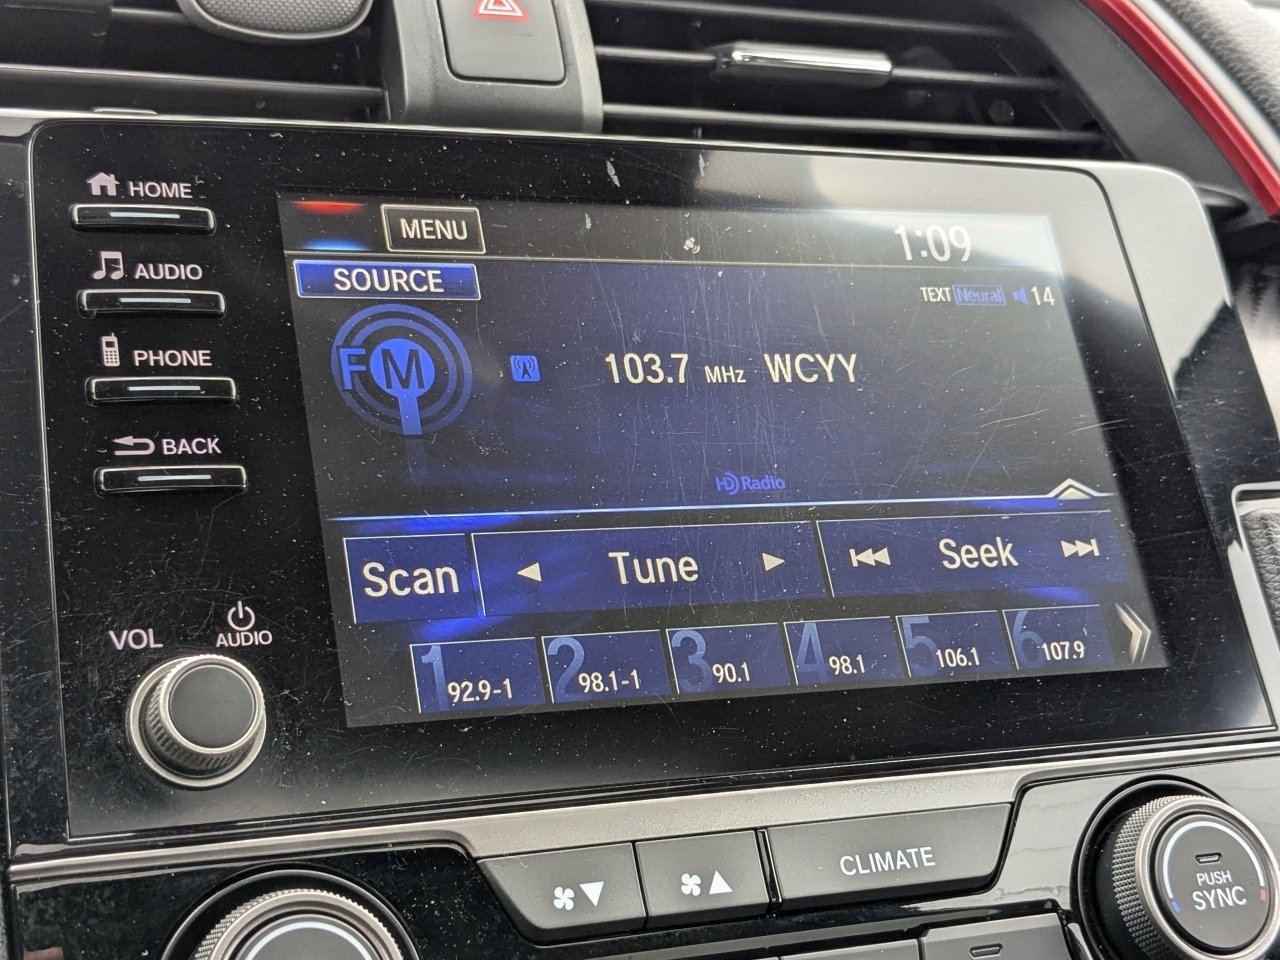 HOME
AUDIO
PHONE
BACK
VOL
AUDIO
MENU
1:09
SOURCE
TEXT Neural 14
FM
103.7 MHz WCYY
HD Radio
Scan
Tune
Seek
1 92.9-1
2 98.1-1
3 90.1
4 98.1
5 106.1
6 107.9
CLIMATE
PUSH
SYNC